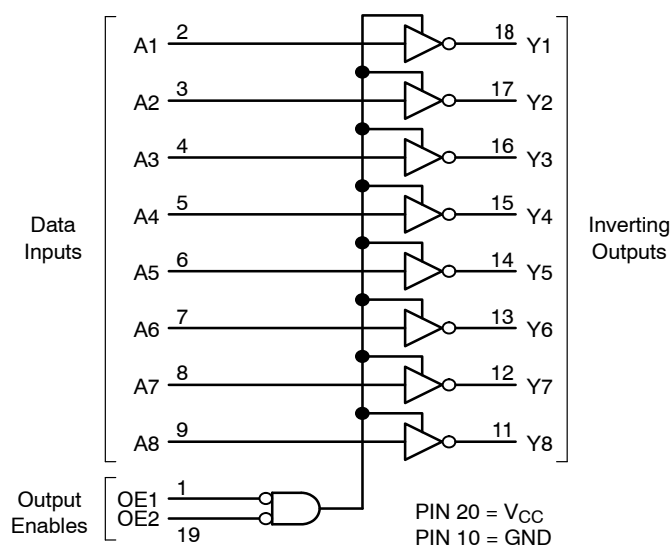 A1 2 18 Y1
A2 3 17 Y2
A3 4 16 Y3
A4 5 15 Y4
Data
Inputs
Inverting
Outputs
A5 6 14 Y5
A6 7 13 Y6
A7 8 12 Y7
A8 9 11 Y8
Output
Enables
OE1 1
OE2 19
PIN 20 = VCC
PIN 10 = GND